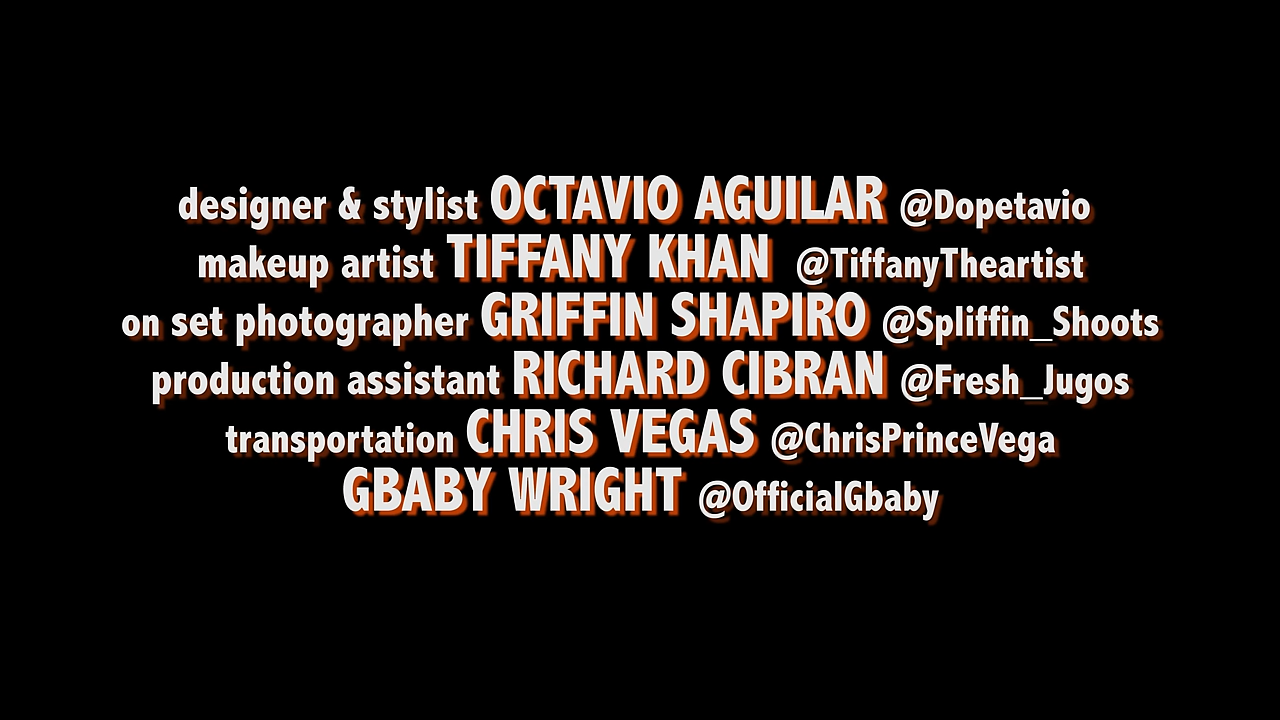 designer & stylist OCTAVIO AGUILAR @Dopetavio
makeup artist TIFFANY KHAN @TiffanyTheartist
on set photographer GRIFFIN SHAPIRO @Spliffin_Shoots
production assistant RICHARD CIBRAN @Fresh_Jugos
transportation CHRIS VEGAS @ChrisPrinceVega
GBABY WRIGHT @OfficialGbaby